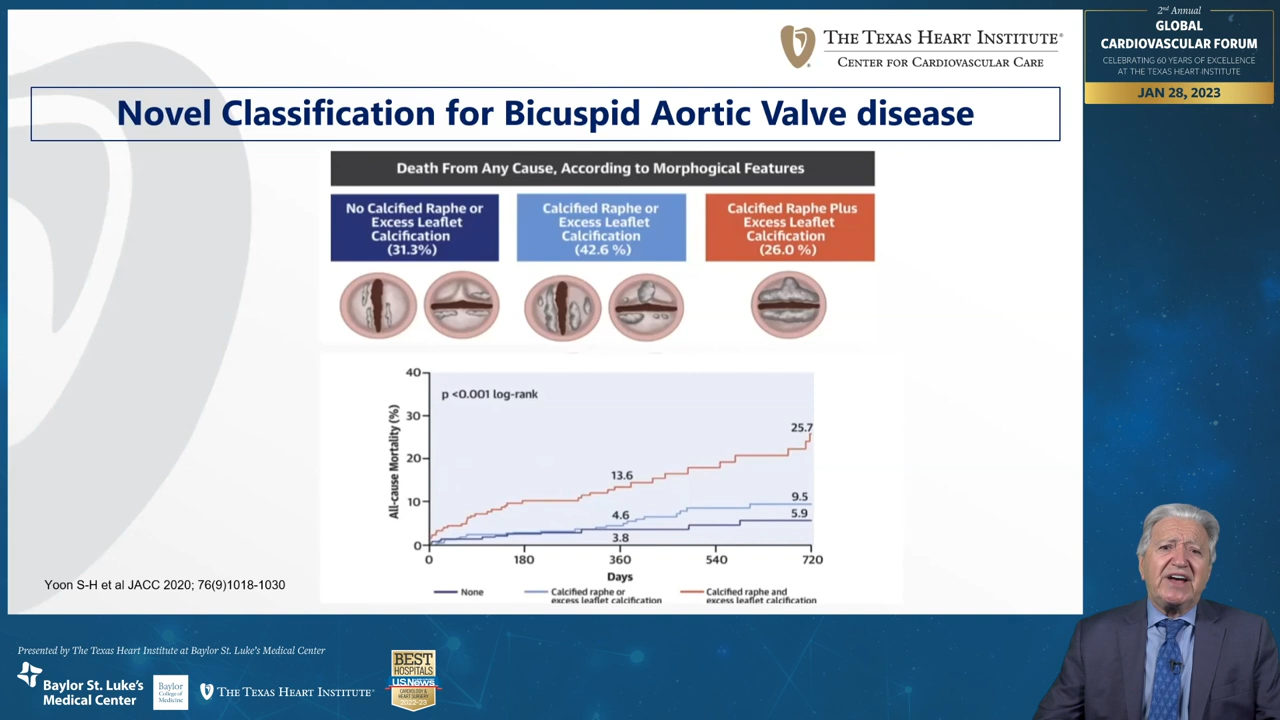 THE TEXAS HEART INSTITUTE®
CENTER FOR CARDIOVASCULAR CARE
2nd Annual
GLOBAL
CARDIOVASCULAR FORUM
CELEBRATING 60 YEARS OF EXCELLENCE
AT THE TEXAS HEART INSTITUTE
JAN 28, 2023
Novel Classification for Bicuspid Aortic Valve disease
Death From Any Cause, According to Morphogical Features
No Calcified Raphe or
Excess Leaflet
Calcification
(31.3%)
Calcified Raphe or
Excess Leaflet
Calcification
(42.6 %)
Calcified Raphe Plus
Excess Leaflet
Calcification
(26.0 %)
All-cause Mortality (%)
40
30
20
10
0
p <0.001 log-rank
25.7
13.6
9.5
4.6
5.9
3.8
0
180
360
540
720
Days
None
Calcified raphe or
excess leaflet calcification
Calcified raphe and
excess leaflet calcification
Yoon S-H et al JACC 2020; 76(9)1018-1030
Presented by The Texas Heart Institute at Baylor St. Luke's Medical Center
Baylor St. Luke's
Medical Center
Baylor
College of
Medicine
THE TEXAS HEART INSTITUTE®
BEST
HOSPITALS
U.S.News
CARDIOLOGY &
HEART SURGERY
2022-23